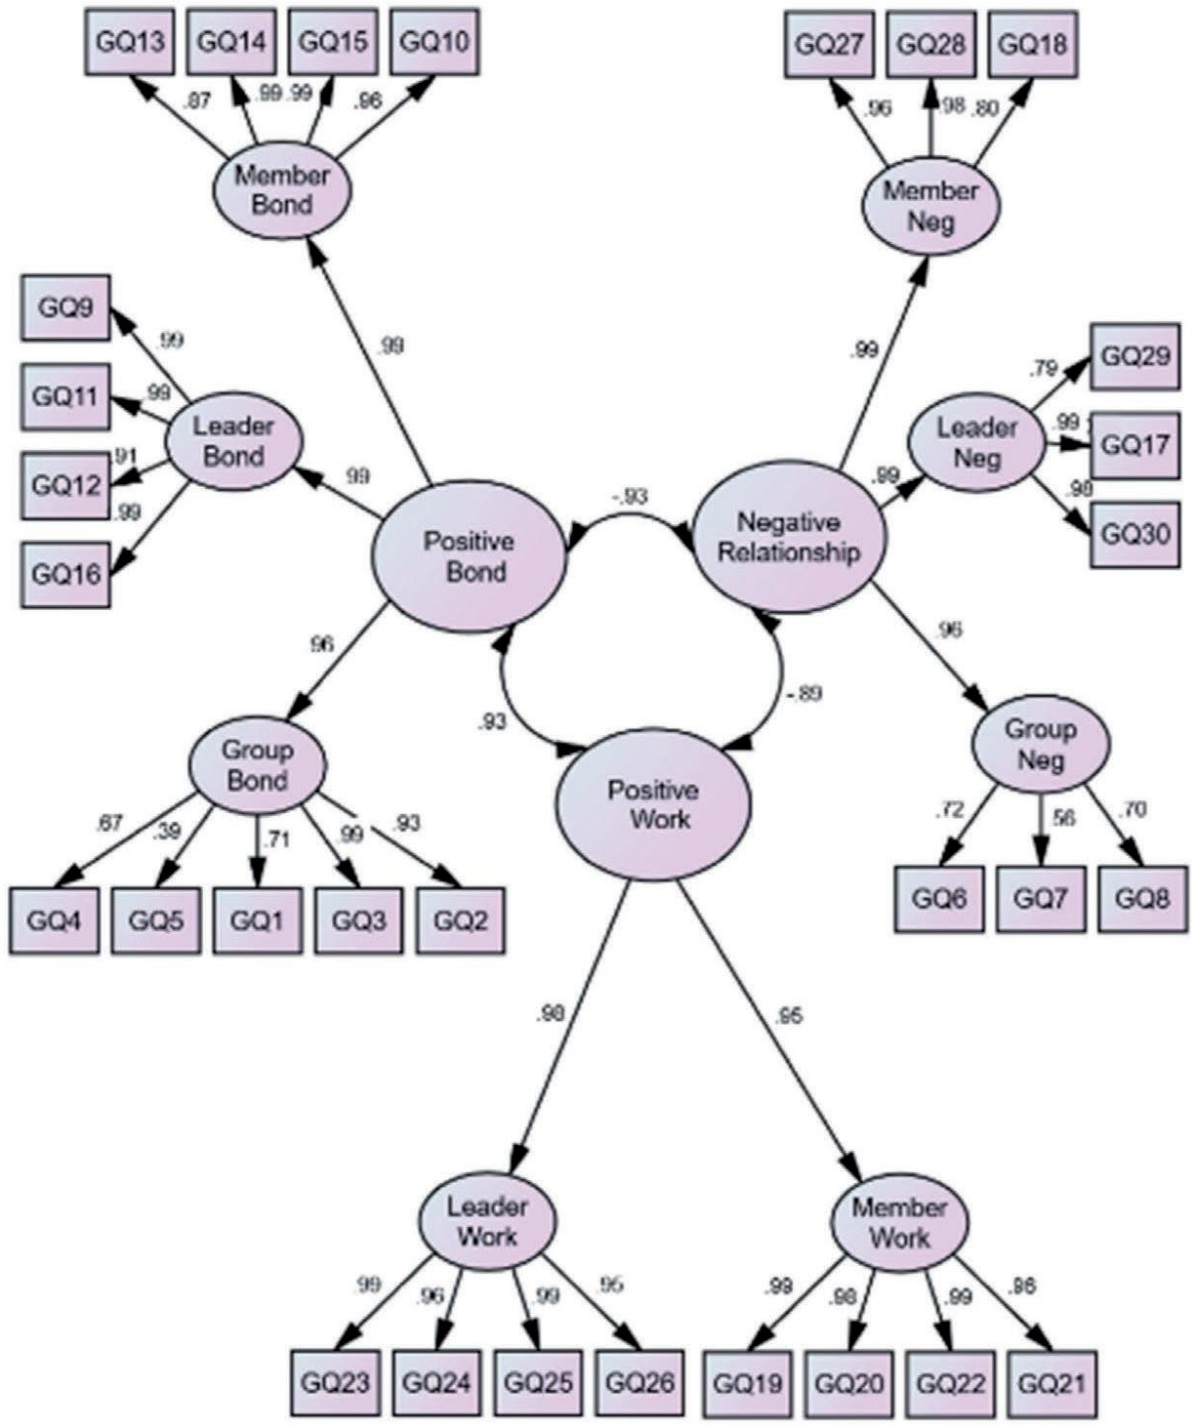 GQ13 GQ14 GQ15 GQ10
.87 .99 .99 .96
Member
Bond
GQ27 GQ28 GQ18
.96 .98 .80
Member
Neg
GQ9
GQ11
GQ12
GQ16
.99
.99
.91
.99
Leader
Bond
.99
.99
.99
.99
Leader
Neg
.79
.99
.98
GQ29
GQ17
GQ30
Positive
Bond
-.93
Negative
Relationship
.96
.93
-.89
.96
Group
Bond
.67 .39 .71 .99 .93
GQ4 GQ5 GQ1 GQ3 GQ2
Positive
Work
Group
Neg
.72 .56 .70
GQ6 GQ7 GQ8
.98
.95
Leader
Work
.99 .96 .99 .95
GQ23 GQ24 GQ25 GQ26
Member
Work
.98 .99
GQ19 GQ20 GQ22 GQ21